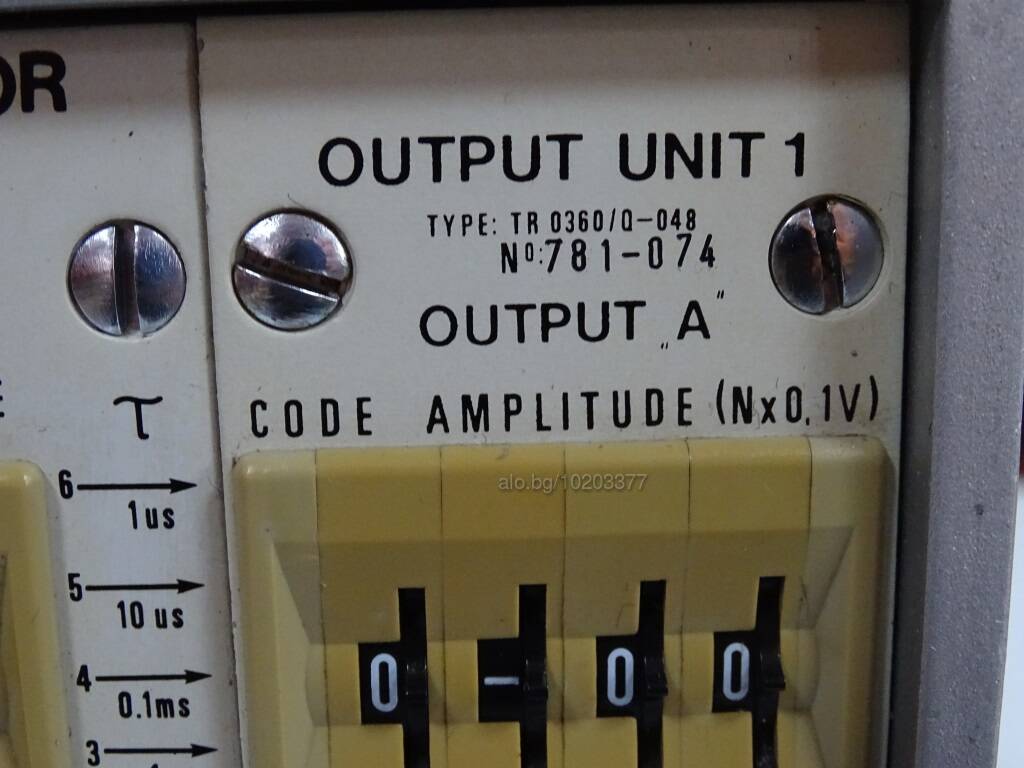 OR
OUTPUT UNIT 1
TYPE: TR 0360/Q-048
Nº:781-074
OUTPUT „A"
τ
CODE AMPLITUDE (Nx0,1V)
alo.bg/10203377
6
1us
5
10 us
4
0.1ms
3
0 - 0 0